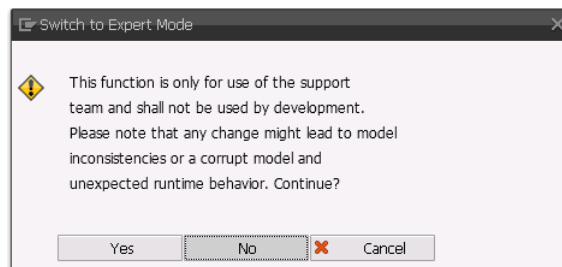 Switch to Expert Mode
This function is only for use of the support
team and shall not be used by development.
Please note that any change might lead to model
inconsistencies or a corrupt model and
unexpected runtime behavior. Continue?
Yes No Cancel